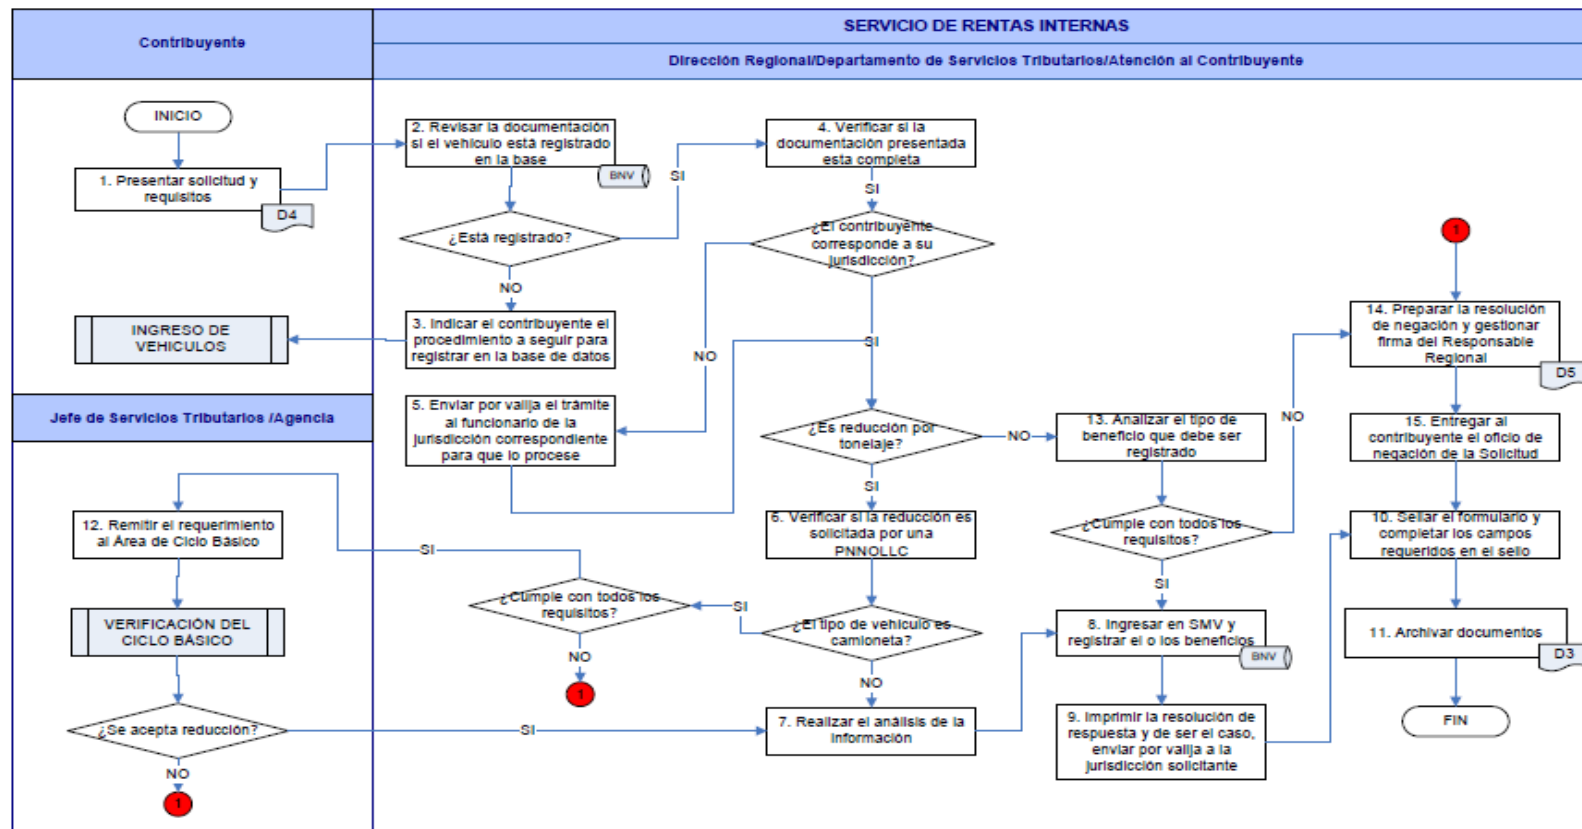 Contribuyente
SERVICIO DE RENTAS INTERNAS
Dirección Regional/Departamento de Servicios Tributarios/Atención al Contribuyente
INICIO
1. Presentar solicitud y
requisitos
D4
2. Revisar la documentación
si el vehículo está registrado
en la base
BNV
SI
¿Está registrado?
NO
3. Indicar el contribuyente el
procedimiento a seguir para
registrar en la base de datos
INGRESO DE
VEHICULOS
4. Verificar si la
documentación presentada
esta completa
SI
¿El contribuyente
corresponde a su
jurisdicción?
NO
SI
5. Enviar por valija el trámite
al funcionario de la
jurisdicción correspondiente
para que lo procese
¿Es reducción por
tonelaje?
NO
SI
6. Verificar si la reducción es
solicitada por una
PNNOLLC
¿El tipo de vehículo es
camioneta?
SI
NO
¿Cumple con todos los
requisitos?
SI
NO
1
7. Realizar el análisis de la
información
Jefe de Servicios Tributarios /Agencia
12. Remitir el requerimiento
al Área de Ciclo Básico
VERIFICACIÓN DEL
CICLO BÁSICO
¿Se acepta reducción?
SI
NO
1
13. Analizar el tipo de
beneficio que debe ser
registrado
¿Cumple con todos los
requisitos?
NO
SI
8. Ingresar en SMV y
registrar el o los beneficios
BNV
9. Imprimir la resolución de
respuesta y de ser el caso,
enviar por valija a la
jurisdicción solicitante
1
14. Preparar la resolución
de negación y gestionar
firma del Responsable
Regional
D5
15. Entregar al
contribuyente el oficio de
negación de la Solicitud
10. Sellar el formulario y
completar los campos
requeridos en el sello
11. Archivar documentos
D3
FIN